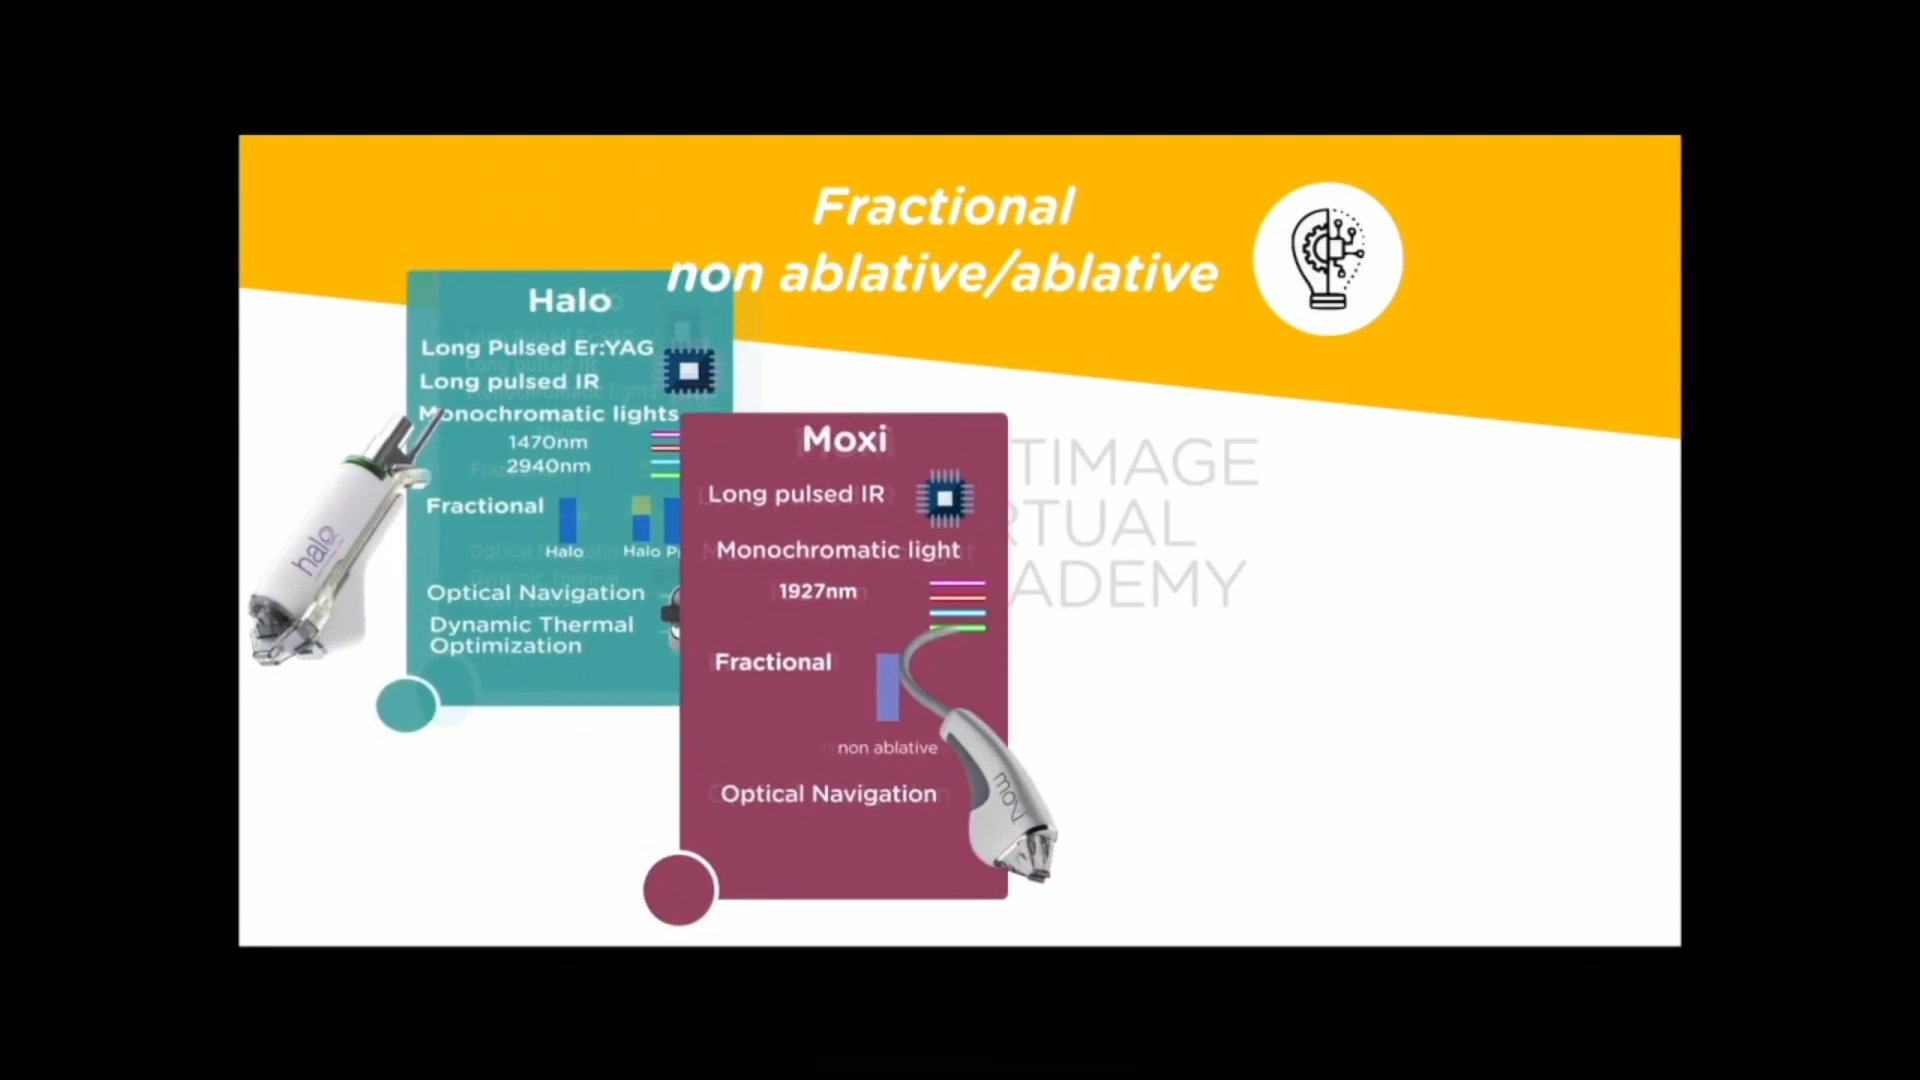 Fractional
non ablative/ablative
Halo
Long Pulsed Er:YAG
Long pulsed IR
Monochromatic lights
1470nm
2940nm
Fractional
Halo
Halo P
Optical Navigation
Dynamic Thermal
Optimization
halo
Moxi
Long pulsed IR
Monochromatic light
1927nm
Fractional
non ablative
Optical Navigation
moxi
TIMAGE
RTUAL
ADEMY